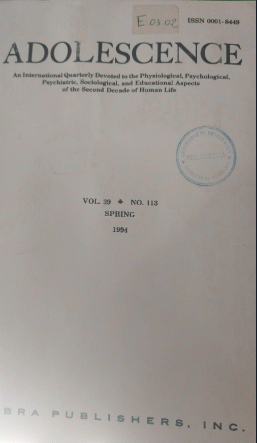 E.03.02
ISSN 0001-8449
ADOLESCENCE
An International Quarterly Devoted to the Physiological, Psychological,
Psychiatric, Sociological, and Educational Aspects
of the Second Decade of Human Life
VOL. 29 * NO. 113
SPRING
1994
BRA PUBLISHERS, INC.